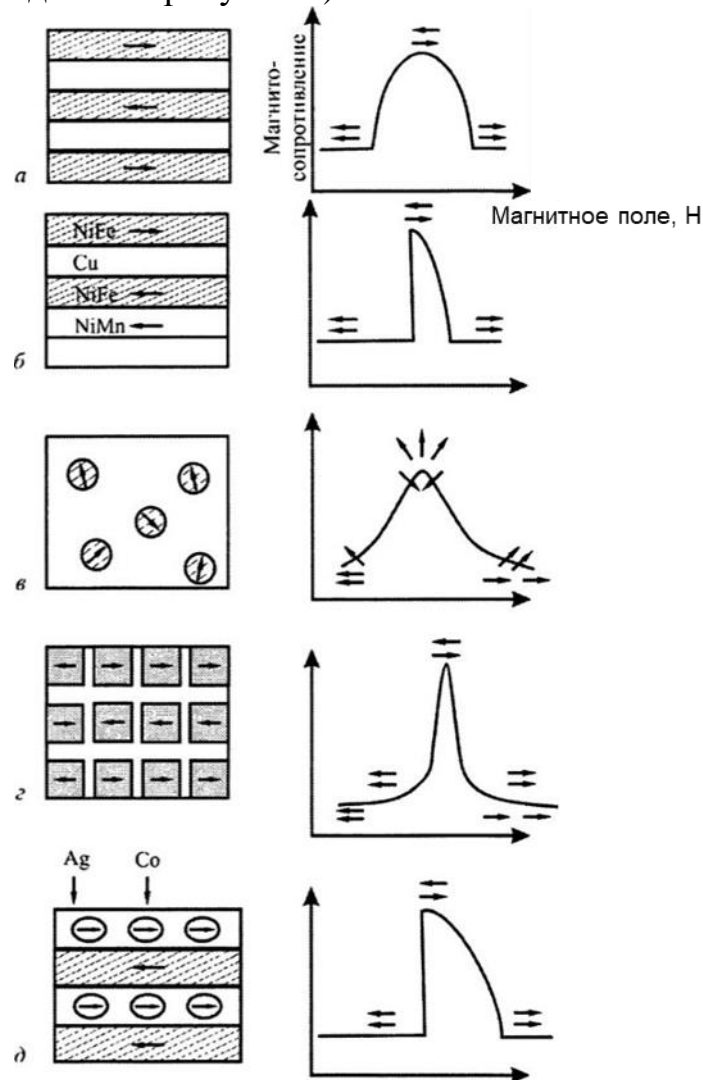 а
Магнито-
сопротивление
Магнитное поле, Н
NiFe
Cu
NiFe
NiMn
б
в
г
Ag Co
д